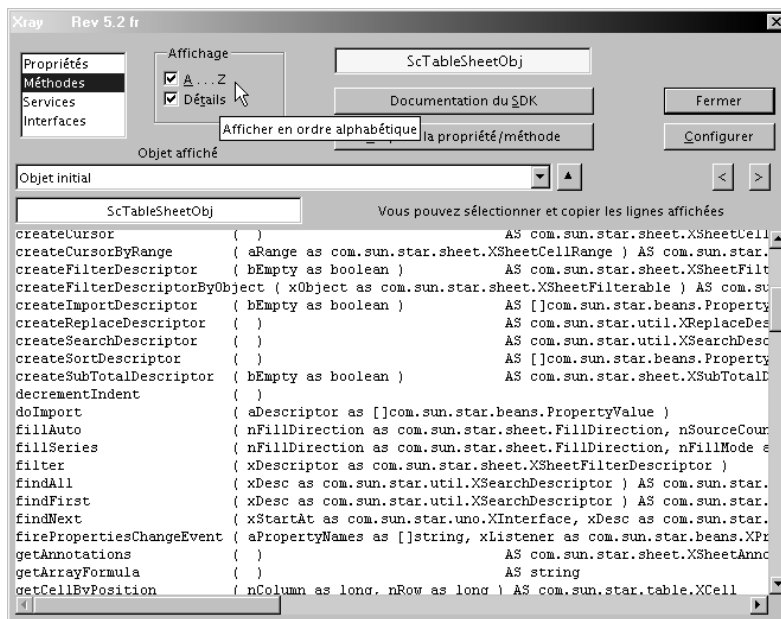 Xray Rev 5.2 fr
Propriétés
Méthodes
Services
Interfaces
Affichage
A . . . Z
Détails
Afficher en ordre alphabétique
ScTableSheetObj
Documentation du SDK
la propriété/méthode
Fermer
Configurer
Objet affiché
Objet initial
< >
ScTableSheetObj
Vous pouvez sélectionner et copier les lignes affichées
createCursor ( ) AS com.sun.star.sheet.XSheetCell
createCursorByRange ( aRange as com.sun.star.sheet.XSheetCellRange ) AS com.sun.star.
createFilterDescriptor ( bEmpty as boolean ) AS com.sun.star.sheet.XSheetFilt
createFilterDescriptorByObject ( xObject as com.sun.star.sheet.XSheetFilterable ) AS com.su
createImportDescriptor ( bEmpty as boolean ) AS []com.sun.star.beans.Property
createReplaceDescriptor ( ) AS com.sun.star.util.XReplaceDes
createSearchDescriptor ( ) AS com.sun.star.util.XSearchDesc
createSortDescriptor ( ) AS []com.sun.star.beans.Property
createSubTotalDescriptor ( bEmpty as boolean ) AS com.sun.star.sheet.XSubTotalD
decrementIndent ( )
doImport ( aDescriptor as []com.sun.star.beans.PropertyValue )
fillAuto ( nFillDirection as com.sun.star.sheet.FillDirection, nSourceCoun
fillSeries ( nFillDirection as com.sun.star.sheet.FillDirection, nFillMode a
filter ( xDescriptor as com.sun.star.sheet.XSheetFilterDescriptor )
findAll ( xDesc as com.sun.star.util.XSearchDescriptor ) AS com.sun.star.
findFirst ( xDesc as com.sun.star.util.XSearchDescriptor ) AS com.sun.star.
findNext ( xStartAt as com.sun.star.uno.XInterface, xDesc as com.sun.star.
firePropertiesChangeEvent ( aPropertyNames as []string, xListener as com.sun.star.beans.XPr
getAnnotations ( ) AS com.sun.star.sheet.XSheetAnno
getArrayFormula ( ) AS string
getCellByPosition ( nColumn as long, nRow as long ) AS com.sun.star.table.XCell